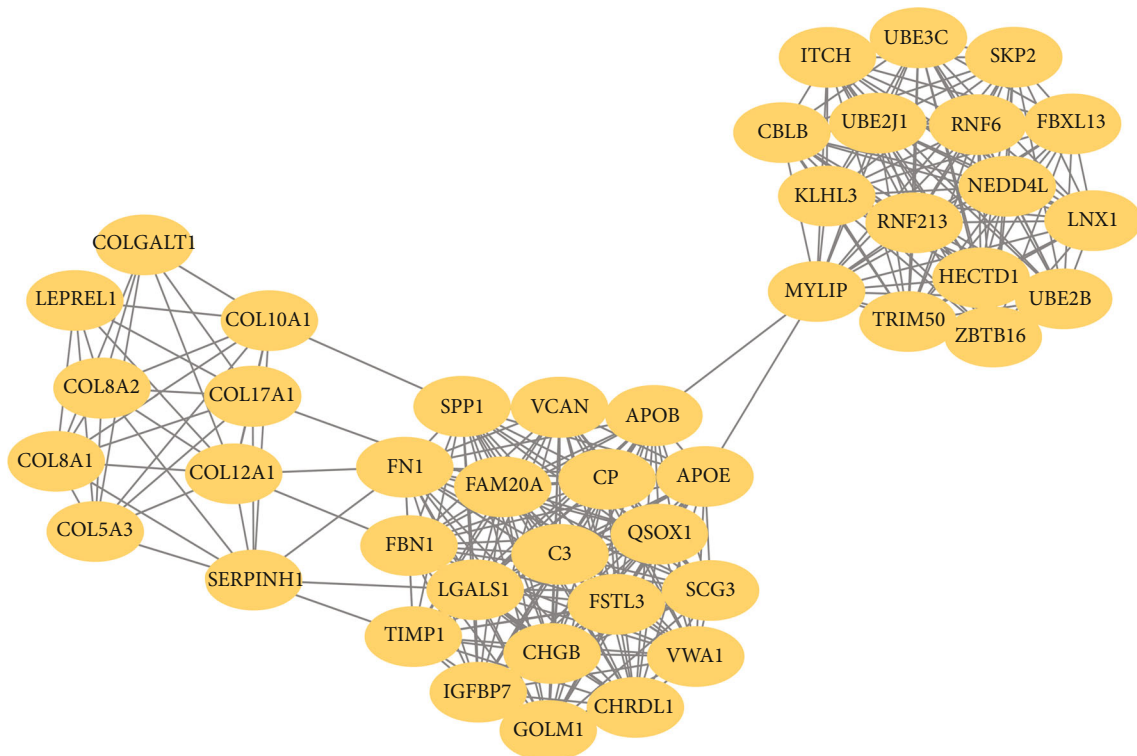 UBE3C
ITCH
SKP2
CBLB
UBE2J1
RNF6
FBXL13
KLHL3
NEDD4L
RNF213
LNX1
COLGALT1
HECTD1
MYLIP
UBE2B
LEPREL1
COL10A1
TRIM50
ZBTB16
COL8A2
COL17A1
SPP1
VCAN
APOB
COL8A1
COL12A1
FN1
FAM20A
CP
APOE
COL5A3
FBN1
C3
QSOX1
SERPINH1
LGALS1
FSTL3
SCG3
TIMP1
CHGB
VWA1
IGFBP7
CHRDL1
GOLM1